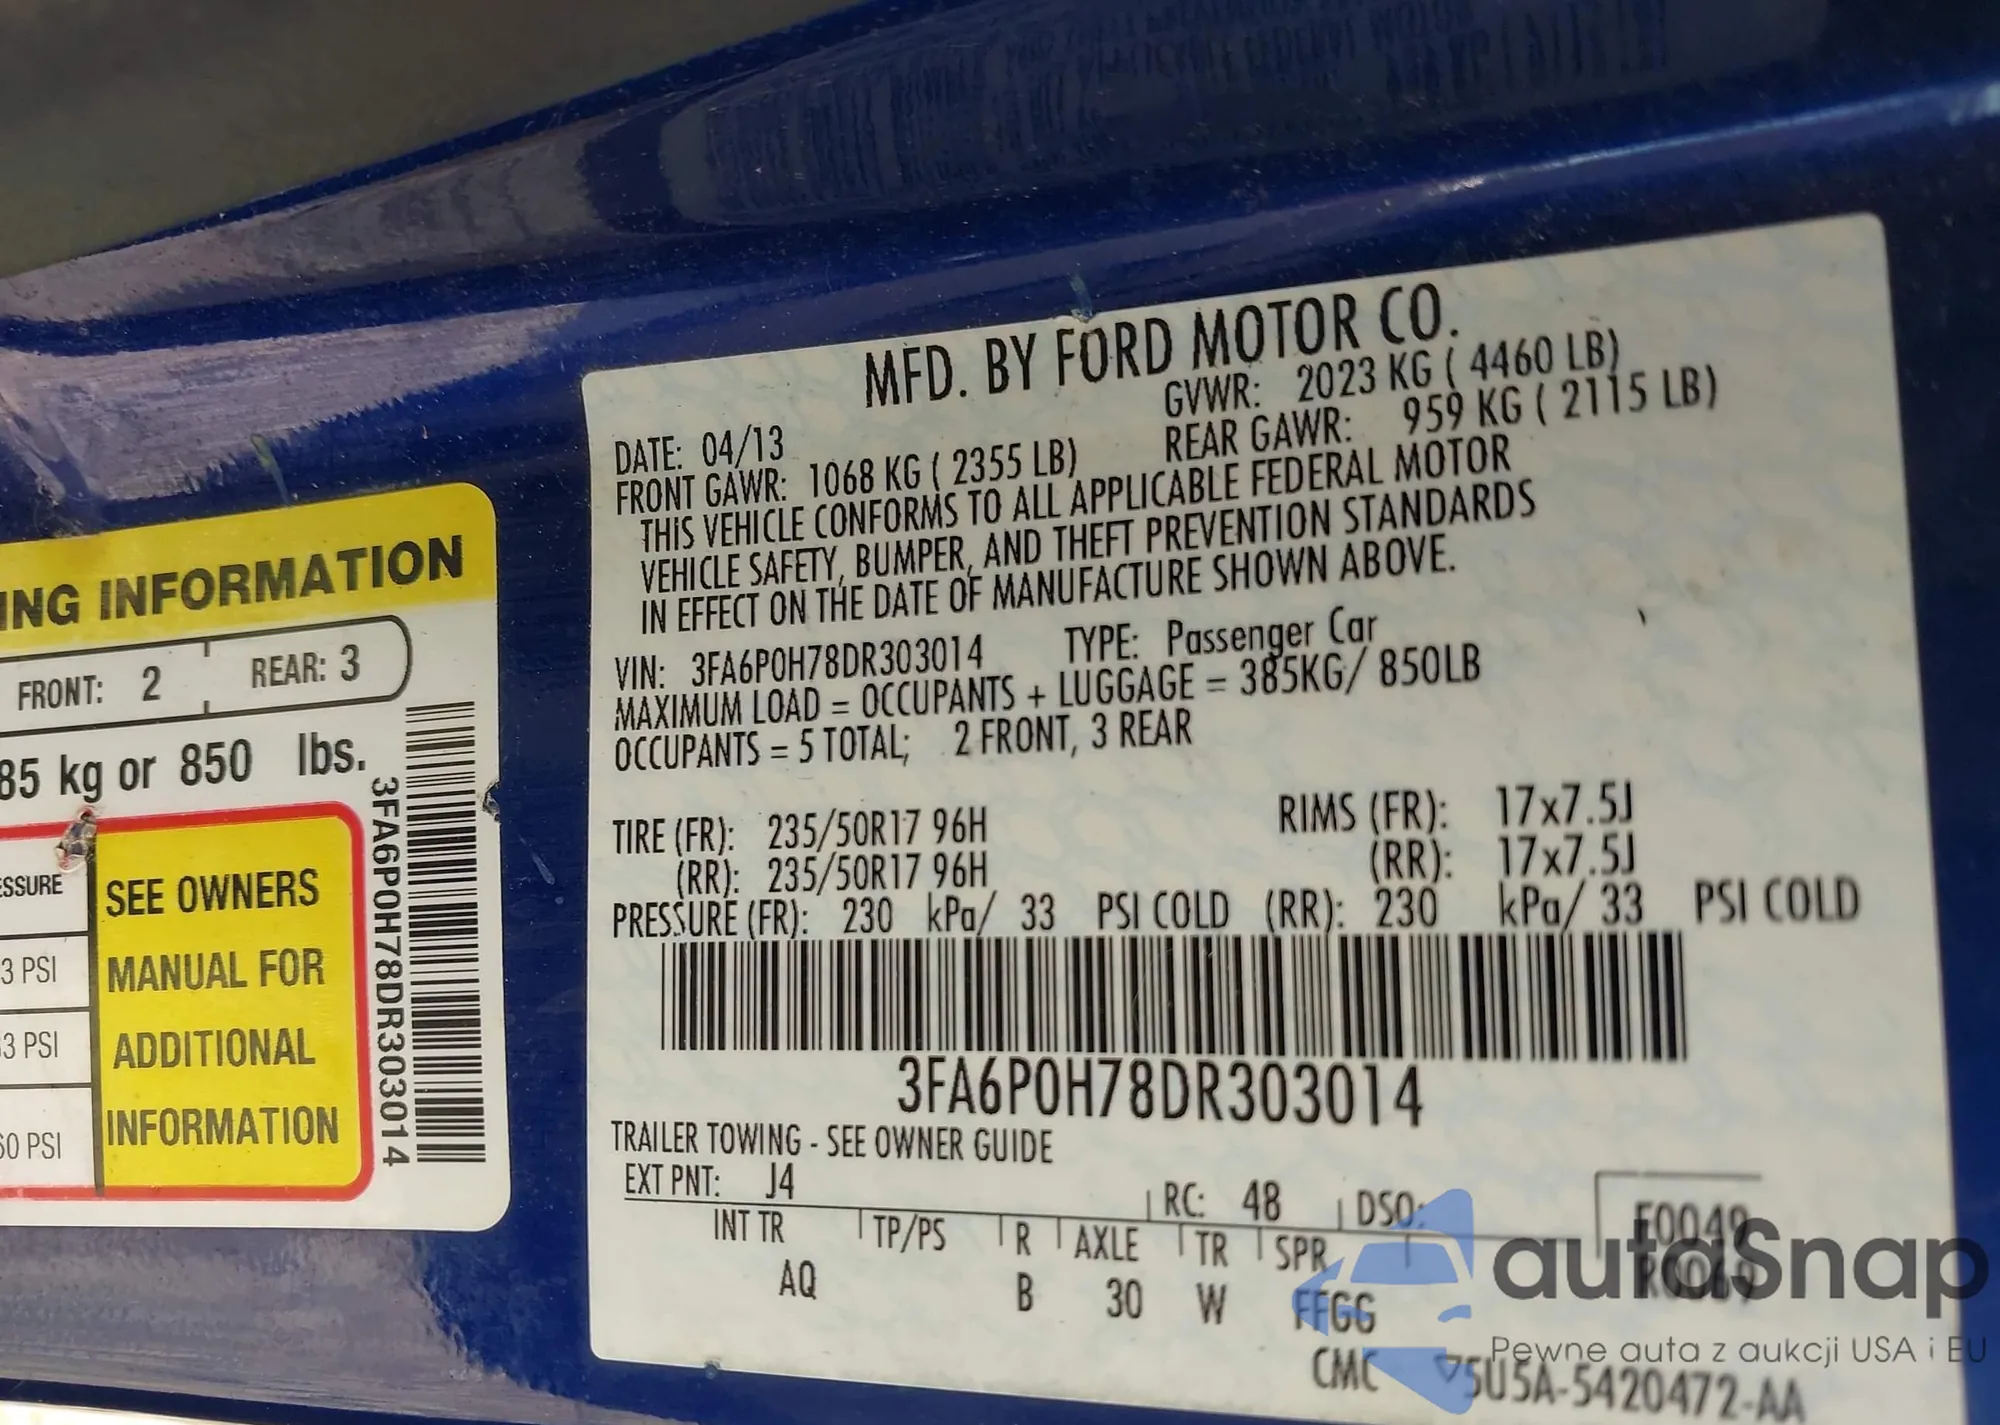 MFD. BY FORD MOTOR CO.
DATE: 04/13 GVWR: 2023 KG ( 4460 LB)
FRONT GAWR: 1068 KG ( 2355 LB) REAR GAWR: 959 KG ( 2115 LB)
THIS VEHICLE CONFORMS TO ALL APPLICABLE FEDERAL MOTOR
VEHICLE SAFETY, BUMPER, AND THEFT PREVENTION STANDARDS
IN EFFECT ON THE DATE OF MANUFACTURE SHOWN ABOVE.
VIN: 3FA6P0H78DR303014 TYPE: Passenger Car
MAXIMUM LOAD = OCCUPANTS + LUGGAGE = 385KG/ 850LB
OCCUPANTS = 5 TOTAL; 2 FRONT, 3 REAR
TIRE (FR): 235/50R17 96H RIMS (FR): 17x7.5J
(RR): 235/50R17 96H (RR): 17x7.5J
PRESSURE (FR): 230 kPa/ 33 PSI COLD (RR): 230 kPa/ 33 PSI COLD
3FA6P0H78DR303014
TRAILER TOWING - SEE OWNER GUIDE
EXT PNT: J4 RC: 48 DSO:
INT TR TP/PS R AXLE TR SPR
AQ B 30 W FFGG
F0049
R0069
CMC 5U5A-5420472-AA
ING INFORMATION
FRONT: 2 REAR: 3
85 kg or 850 lbs.
3FA6P0H78DR303014
ESSURE
3 PSI
3 PSI
60 PSI
SEE OWNERS
MANUAL FOR
ADDITIONAL
INFORMATION
autoSnap
Pewne auta z aukcji USA i EU